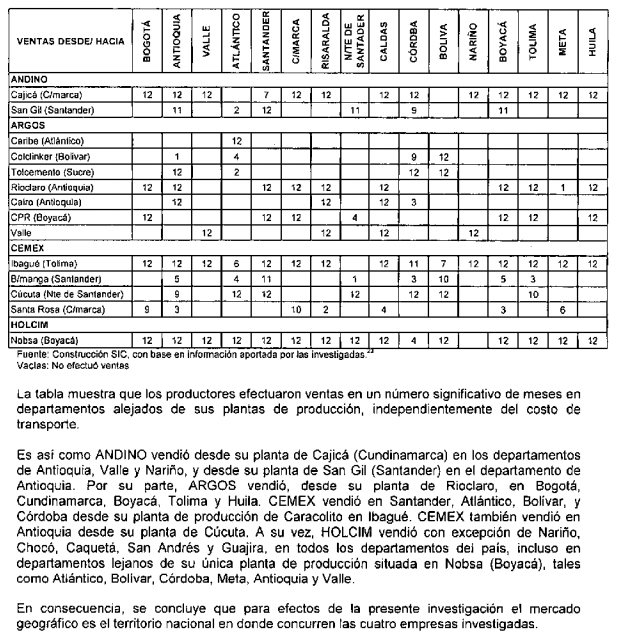 VENTAS DESDE/ HACIA BOGOTÁ ANTIOQUIA VALLE ATLÁNTICO SANTANDER C/MARCA RISARALDA N/TE DE SANTADER CALDAS CÓRDBA BOLIVA NARIÑO BOYACÁ TOLIMA META HUILA
ANDINO
Cajicá (C/marca) 12 12 12 7 12 12 12 12 12 12 12 12 12
San Gil (Santander) 11 2 12 11 9 11
ARGOS
Caribe (Atlántico) 12
Colclinker (Bolívar) 1 4 9 12
Tolcemento (Sucre) 12 2 12 12
Rioclaro (Antioquia) 12 12 12 12 12 12 12 12 1 12
Cairo (Antioquia) 12 12 12 3
CPR (Boyacá) 12 12 12 4 12 12 12
Valle 12 12 12 12
CEMEX
Ibagué (Tolima) 12 12 12 6 12 12 12 12 11 7 12 12 12 12 12
B/manga (Santander) 5 4 11 1 3 10 5 3
Cúcuta (Nte de Santander) 9 12 12 12 12 12 10
Santa Rosa (C/marca) 9 3 10 2 4 3 6
HOLCIM
Nobsa (Boyacá) 12 12 12 12 12 12 12 12 12 4 12 12 12 12 12
Fuente: Construcción SIC, con base en información aportada por las investigadas.23
Vacías: No efectuó ventas
La tabla muestra que los productores efectuaron ventas en un número significativo de meses en
departamentos alejados de sus plantas de producción, independientemente del costo de
transporte.
Es así como ANDINO vendió desde su planta de Cajicá (Cundinamarca) en los departamentos
de Antioquia, Valle y Nariño, y desde su planta de San Gil (Santander) en el departamento de
Antioquia. Por su parte, ARGOS vendió, desde su planta de Rioclaro, en Bogotá,
Cundinamarca, Boyacá, Tolima y Huila. CEMEX vendió en Santander, Atlántico, Bolívar, y
Córdoba desde su planta de producción de Caracolito en Ibagué. CEMEX también vendió en
Antioquia desde su planta de Cúcuta. A su vez, HOLCIM vendió con excepción de Nariño,
Chocó, Caquetá, San Andrés y Guajira, en todos los departamentos del país, incluso en
departamentos lejanos de su única planta de producción situada en Nobsa (Boyacá), tales
como Atlántico, Bolívar, Córdoba, Meta, Antioquia y Valle.
En consecuencia, se concluye que para efectos de la presente investigación el mercado
geográfico es el territorio nacional en donde concurren las cuatro empresas investigadas.